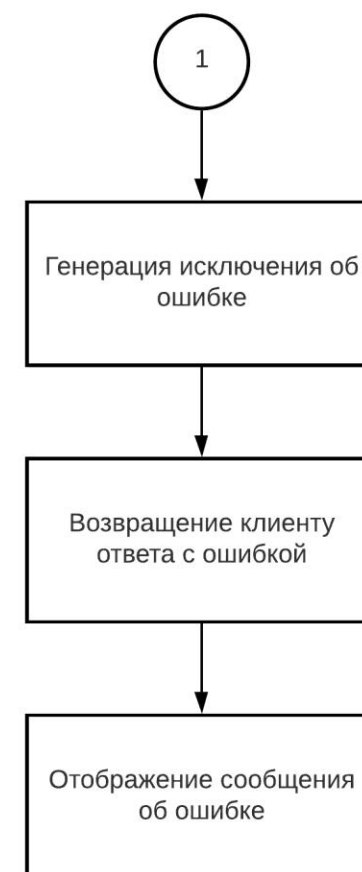 1
Генерация исключения об
ошибке
Возвращение клиенту
ответа с ошибкой
Отображение сообщения
об ошибке